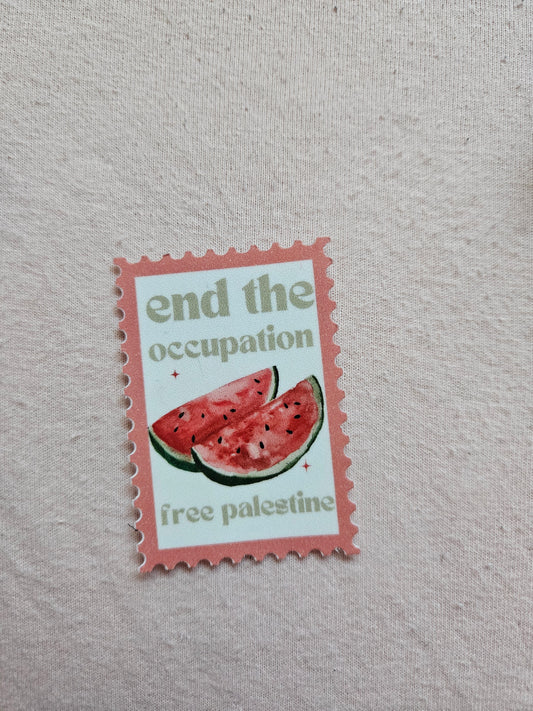 end the
occupation
free palestine